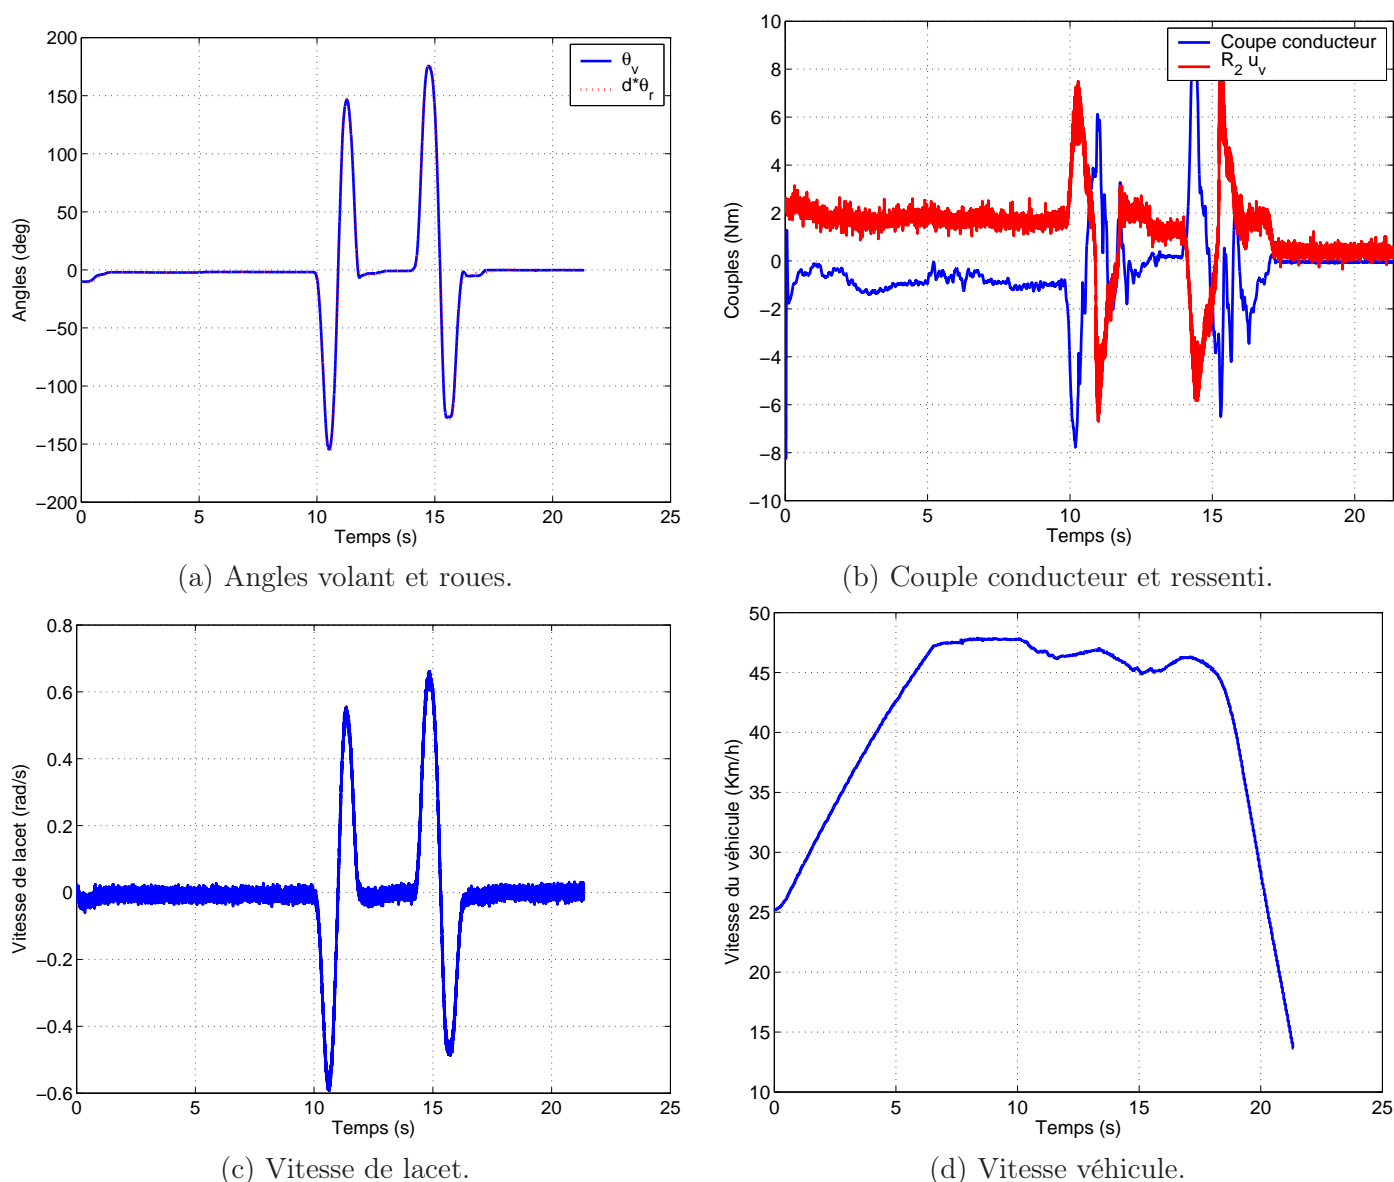 200
150
100
50
0
−50
−100
−150
−200
0 5 10 15 20 25
Angles (deg)
Temps (s)
θv
d*θr
(a) Angles volant et roues.
10
8
6
4
2
0
−2
−4
−6
−8
−10
0 5 10 15 20
Couples (Nm)
Temps (s)
Coupe conducteur
R2 uv
(b) Couple conducteur et ressenti.
0.8
0.6
0.4
0.2
0
−0.2
−0.4
−0.6
0 5 10 15 20 25
Vitesse de lacet (rad/s)
Temps (s)
(c) Vitesse de lacet.
50
45
40
35
30
25
20
15
10
0 5 10 15 20 25
Vitesse du véhicule (Km/h)
Temps (s)
(d) Vitesse véhicule.